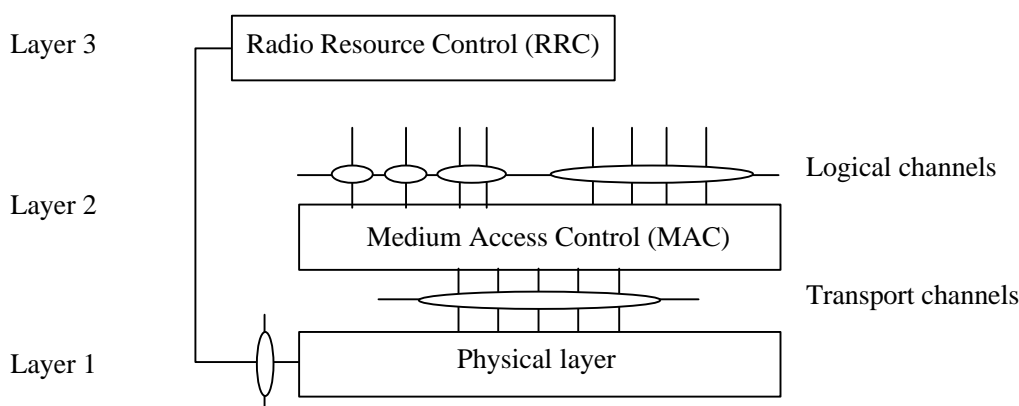 Layer 3
Radio Resource Control (RRC)
Logical channels
Layer 2
Medium Access Control (MAC)
Transport channels
Layer 1
Physical layer